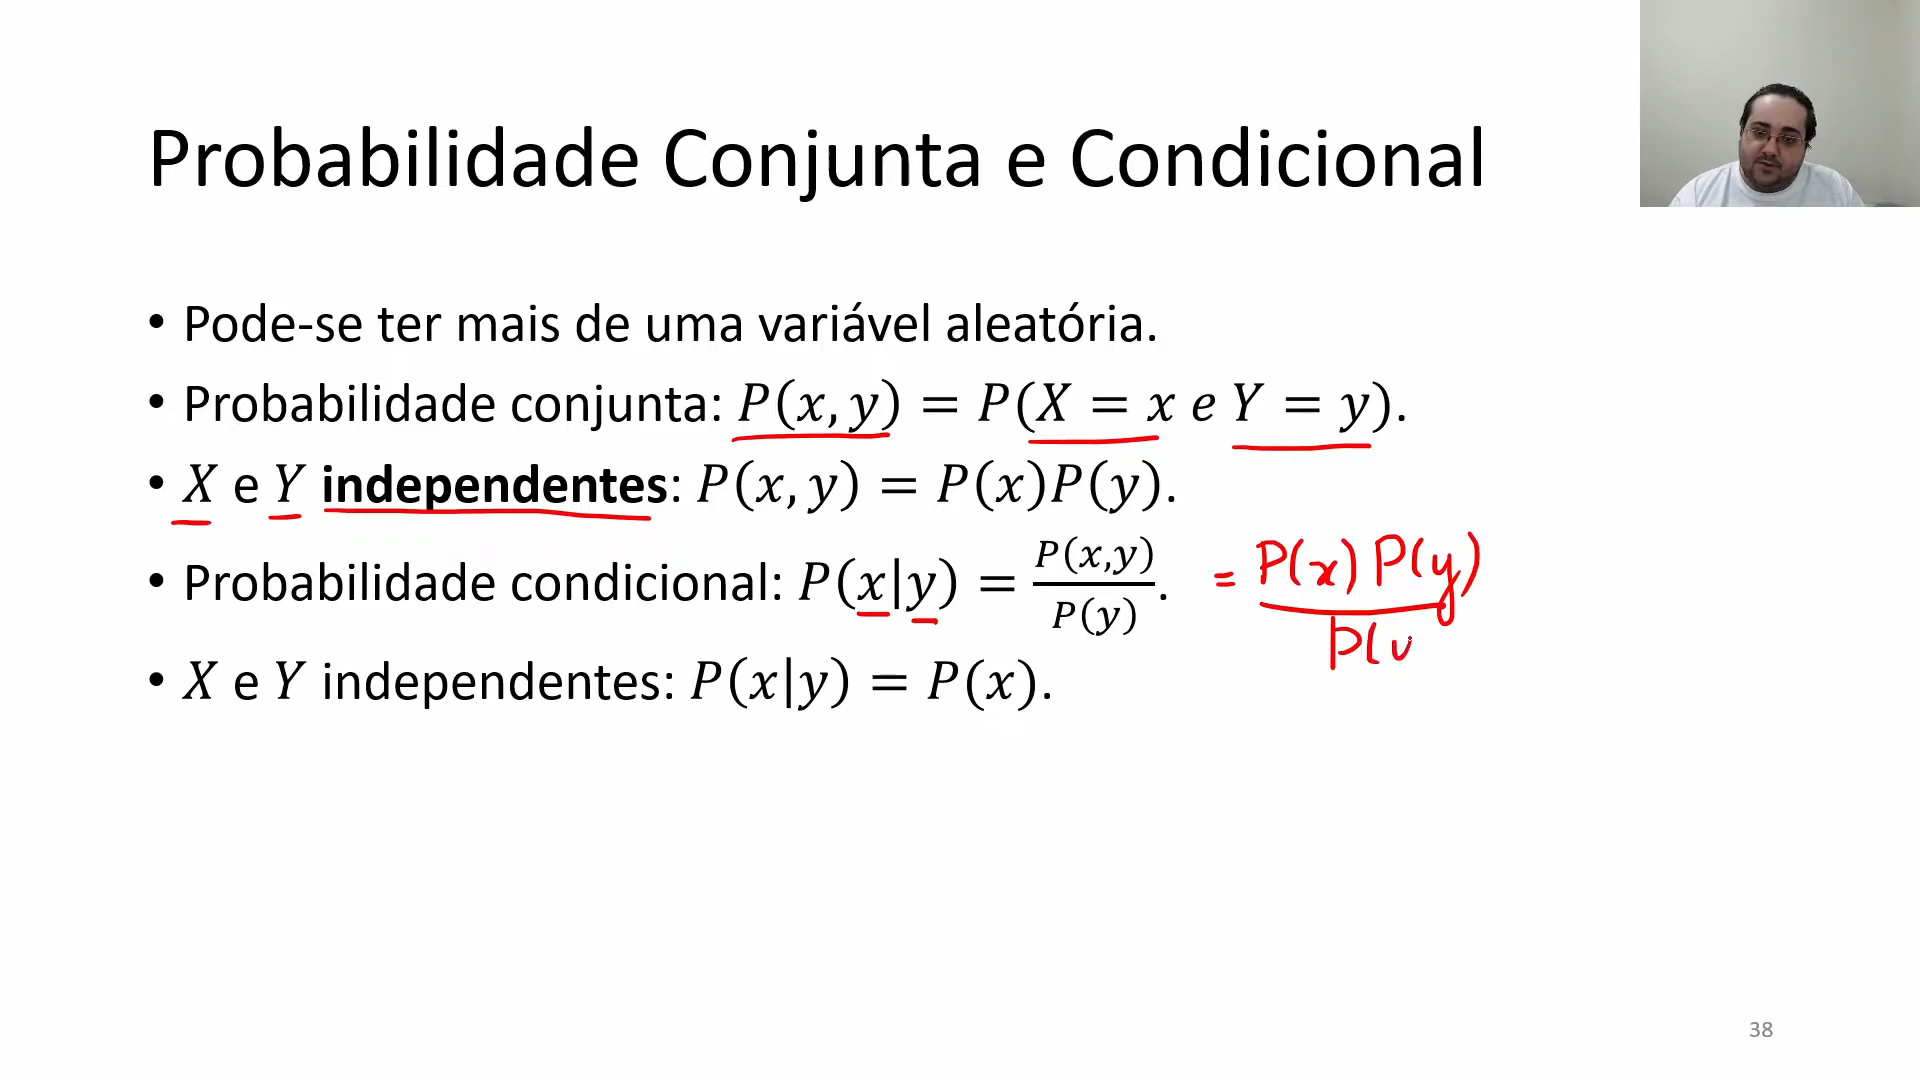 Probabilidade Conjunta e Condicional
• Pode-se ter mais de uma variável aleatória.
• Probabilidade conjunta: P(x, y) = P(X = x e Y = y).
• X e Y independentes: P(x, y) = P(x)P(y).
• Probabilidade condicional: P(x|y) = P(x,y) / P(y). = P(x) P(y) / P(
• X e Y independentes: P(x|y) = P(x).
38